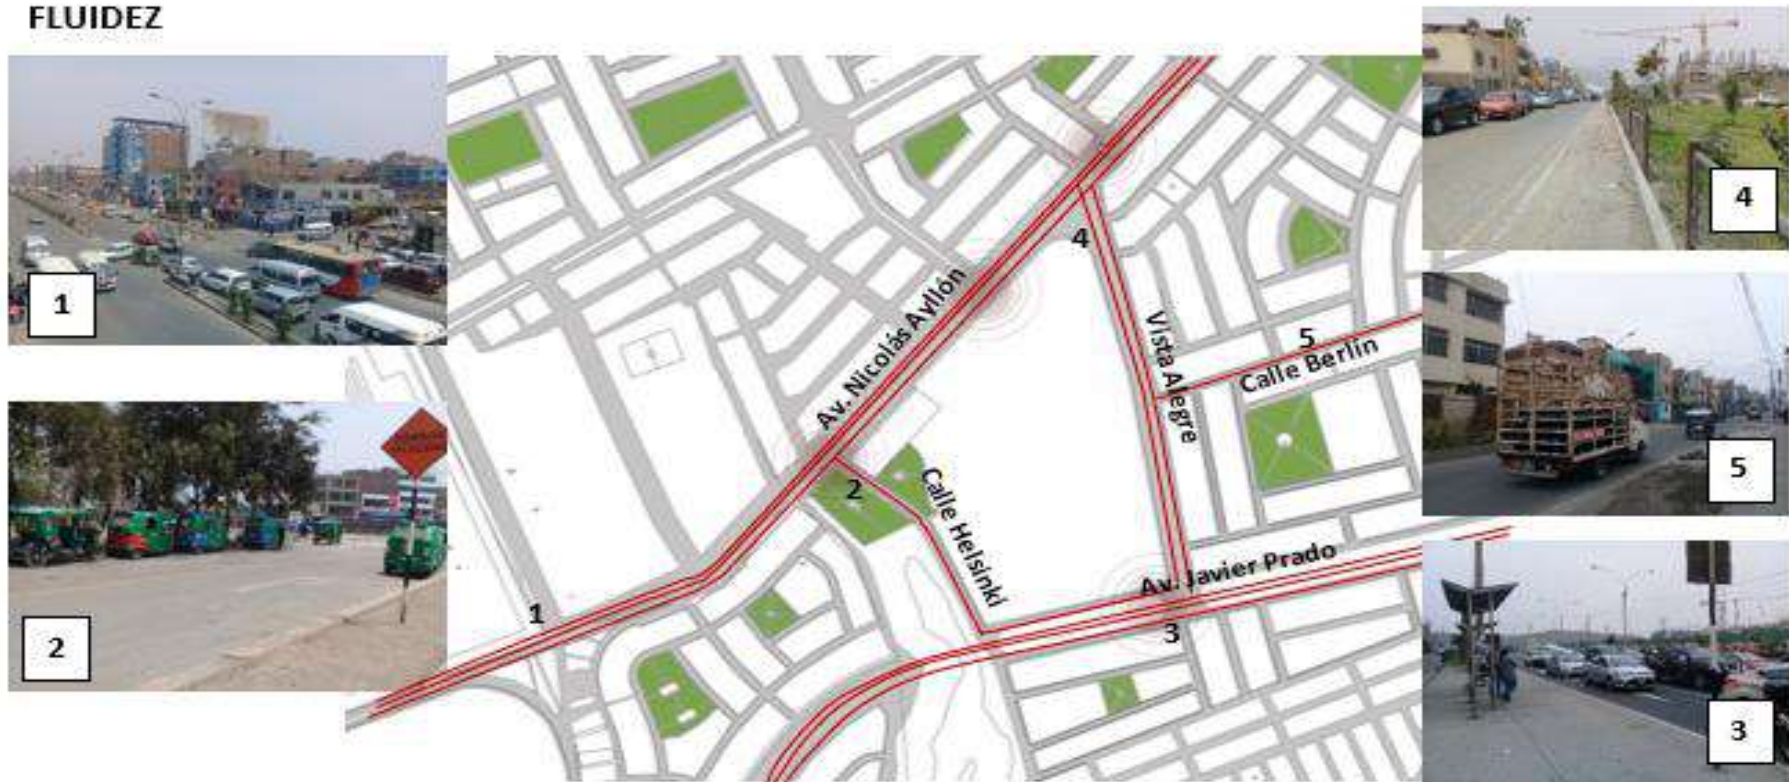 FLUIDEZ
1
2
4
5
3
Av. Nicolás Ayllón
4
Vista Alegre
5
Calle Berlín
2
Calle Helsinki
Av. Javier Prado
1
3